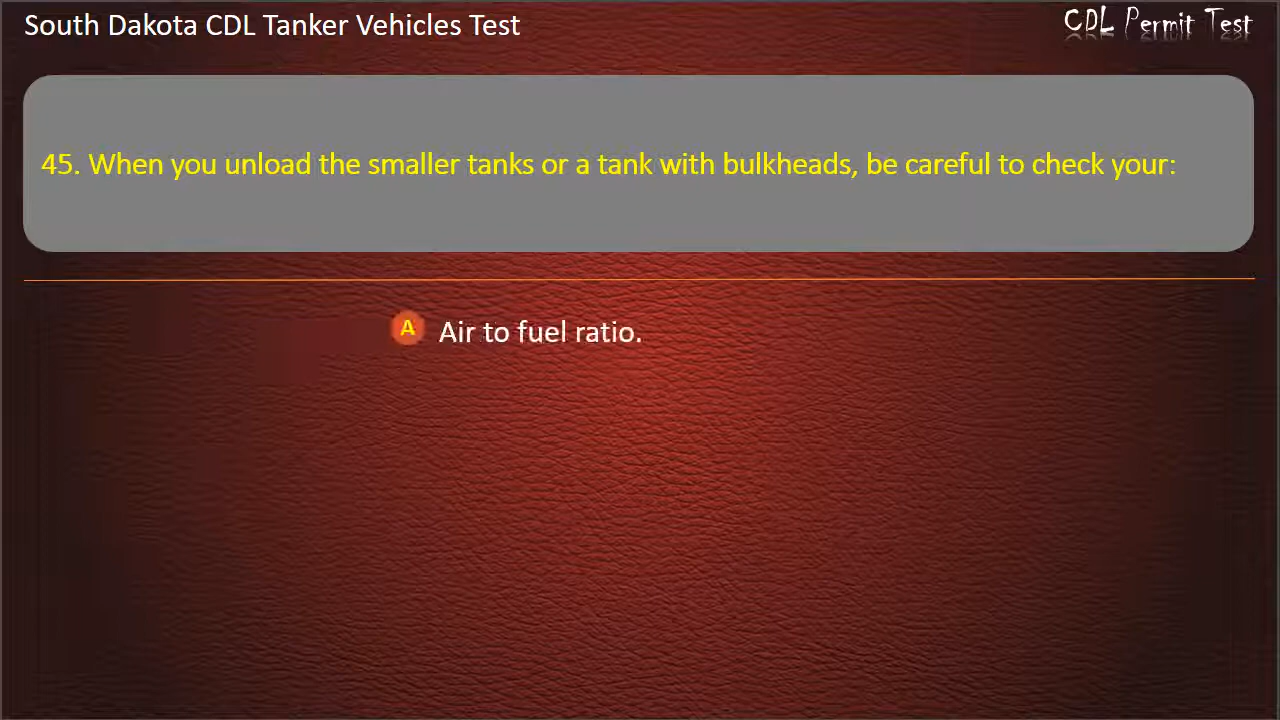 South Dakota CDL Tanker Vehicles Test
CDL Permit Test
45. When you unload the smaller tanks or a tank with bulkheads, be careful to check your:
A Air to fuel ratio.